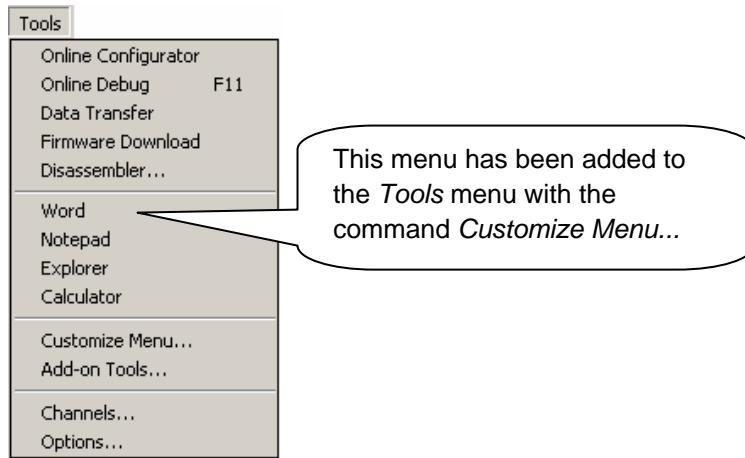 Tools
Online Configurator
Online Debug F11
Data Transfer
Firmware Download
Disassembler...
Word
Notepad
Explorer
Calculator
Customize Menu...
Add-on Tools...
Channels...
Options...
This menu has been added to
the Tools menu with the
command Customize Menu...